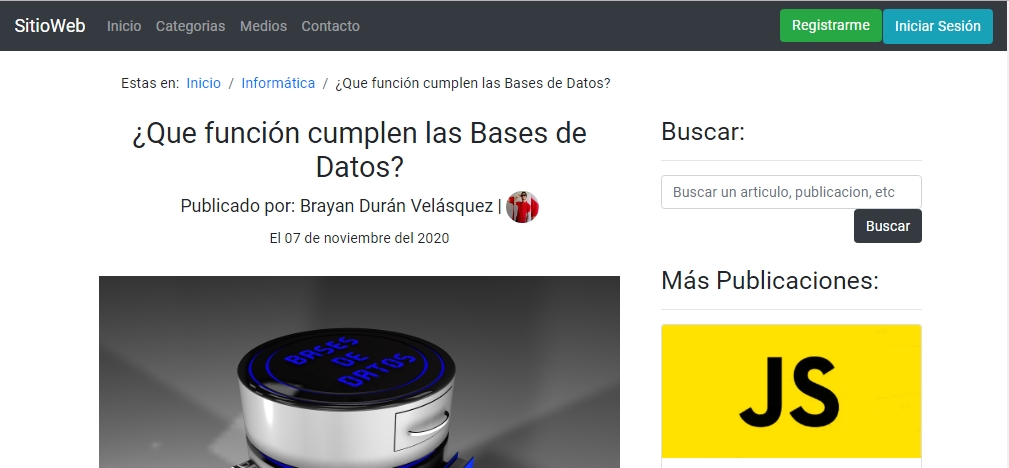 SitioWeb Inicio Categorias Medios Contacto Registrarme Iniciar Sesión
Estas en: Inicio / Informática / ¿Que función cumplen las Bases de Datos?
¿Que función cumplen las Bases de
Datos?
Publicado por: Brayan Durán Velásquez |
El 07 de noviembre del 2020
BASES
DE
DATOS
Buscar:
Buscar un articulo, publicacion, etc
Buscar
Más Publicaciones:
JS